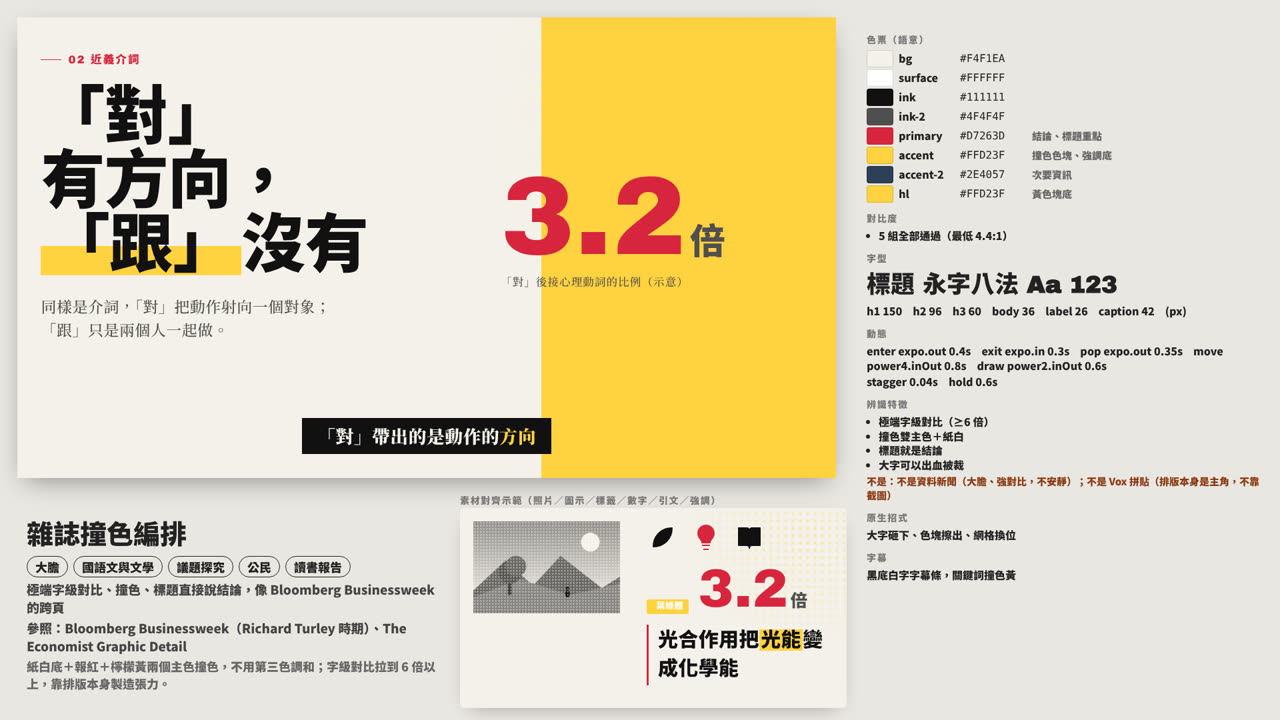 02 近義介詞
「對」
有方向，
「跟」沒有
同樣是介詞，「對」把動作射向一個對象；
「跟」只是兩個人一起做。
3.2倍
「對」後接心理動詞的比例（示意）
「對」帶出的是動作的方向
雜誌撞色編排
大膽 國語文與文學 議題探究 公民 讀書報告
極端字級對比、撞色、標題直接說結論，像 Bloomberg Businessweek
的跨頁
參照：Bloomberg Businessweek（Richard Turley 時期）、The
Economist Graphic Detail
紙白底＋報紅＋檸檬黃兩個主色撞色，不用第三色調和；字級對比拉到 6 倍以
上，靠排版本身製造張力。
素材對齊示範（照片／圖示／標籤／數字／引文／強調）
3.2倍
葉綠體
光合作用把光能變
成化學能
色票（語意）
bg #F4F1EA
surface #FFFFFF
ink #111111
ink-2 #4F4F4F
primary #D7263D 結論、標題重點
accent #FFD23F 撞色色塊、強調底
accent-2 #2E4057 次要資訊
hl #FFD23F 黃色塊底
對比度
• 5 組全部通過（最低 4.4:1）
字型
標題 永字八法 Aa 123
h1 150 h2 96 h3 60 body 36 label 26 caption 42 (px)
動態
enter expo.out 0.4s exit expo.in 0.3s pop expo.out 0.35s move
power4.inOut 0.8s draw power2.inOut 0.6s
stagger 0.04s hold 0.6s
辨識特徵
• 極端字級對比（≥6 倍）
• 撞色雙主色＋紙白
• 標題就是結論
• 大字可以出血被裁
不是：不是資料新聞（大膽、強對比，不安靜）；不是 Vox 拼貼（排版本身是主角，不靠
截圖）
原生招式
大字砸下、色塊擦出、網格換位
字幕
黑底白字字幕條，關鍵詞撞色黃